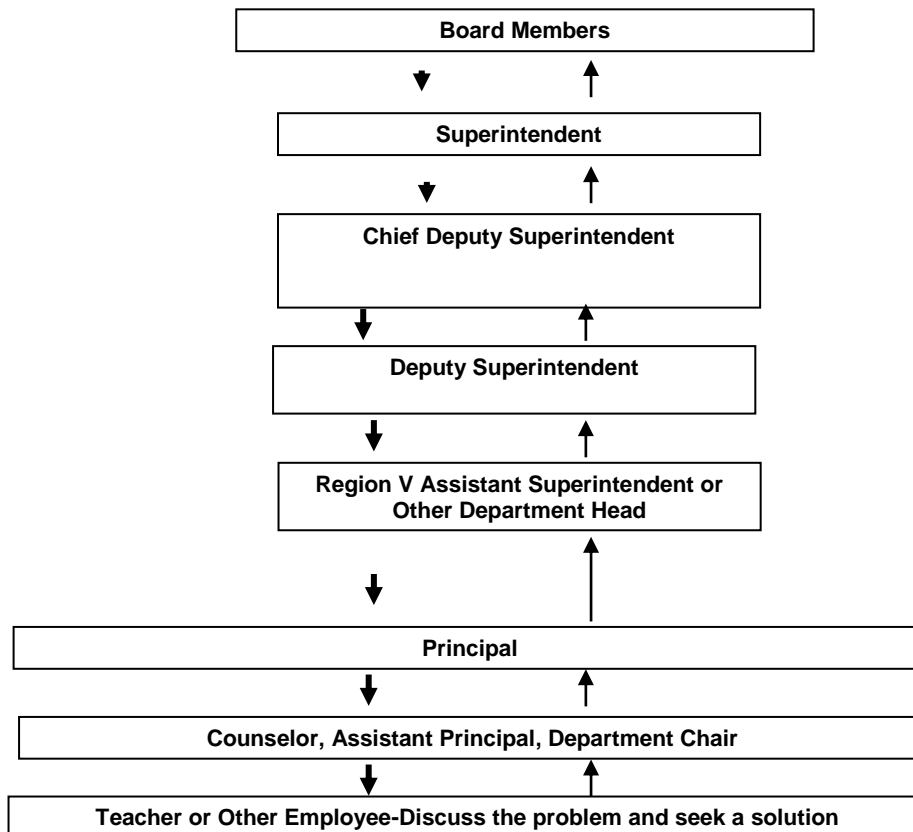 Board Members
Superintendent
Chief Deputy Superintendent
Deputy Superintendent
Region V Assistant Superintendent or
Other Department Head
Principal
Counselor, Assistant Principal, Department Chair
Teacher or Other Employee-Discuss the problem and seek a solution